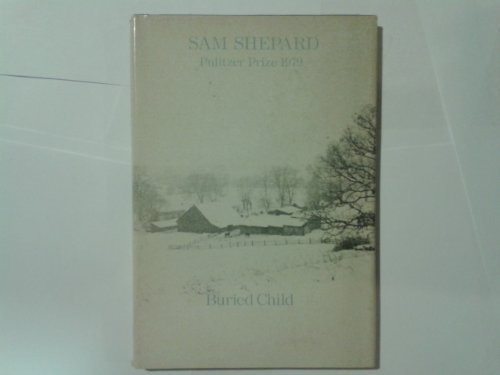 SAM SHEPARD
Pulitzer Prize 1979
Buried Child